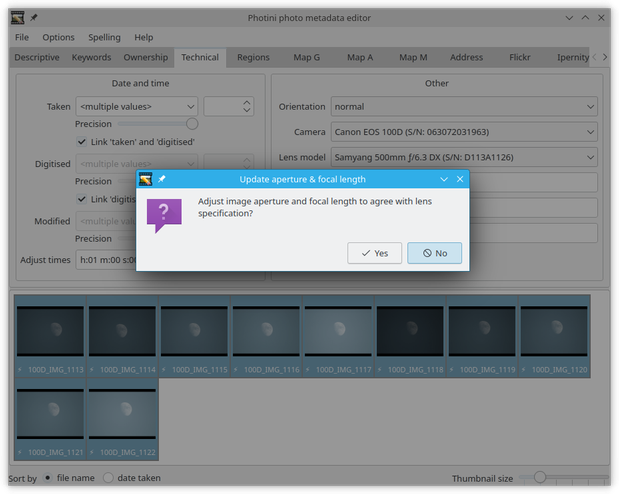 Photini photo metadata editor
File Options Spelling Help
Descriptive Keywords Ownership Technical Regions Map G Map A Map M Address Flickr Ipernity
Date and time
Other
Taken <multiple values>
Orientation normal
Precision
Camera Canon EOS 100D (S/N: 063072031963)
Link 'taken' and 'digitised'
Lens model Samyang 500mm ƒ/6.3 DX (S/N: D113A1126)
Digitised <multiple values>
Precision
Link 'digitis
Modified <multiple val
Precision
Adjust times h:01 m:00 s:0
Update aperture & focal length
Adjust image aperture and focal length to agree with lens
specification?
Yes No
100D_IMG_1113 100D_IMG_1114 100D_IMG_1115 100D_IMG_1116 100D_IMG_1117 100D_IMG_1118 100D_IMG_1119 100D_IMG_1120
100D_IMG_1121 100D_IMG_1122
Sort by file name date taken Thumbnail size